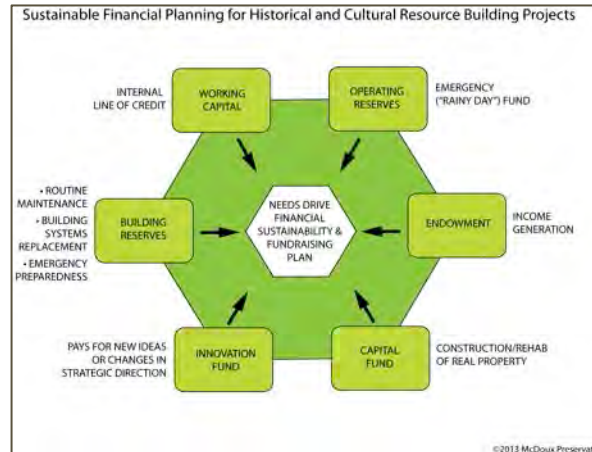 Sustainable Financial Planning for Historical and Cultural Resource Building Projects
INTERNAL
LINE OF CREDIT
WORKING
CAPITAL
OPERATING
RESERVES
EMERGENCY
("RAINY DAY") FUND
• ROUTINE
MAINTENANCE
• BUILDING
SYSTEMS
REPLACEMENT
• EMERGENCY
PREPAREDNESS
BUILDING
RESERVES
NEEDS DRIVE
FINANCIAL
SUSTAINABILITY &
FUNDRAISING
PLAN
ENDOWMENT
INCOME
GENERATION
PAYS FOR NEW IDEAS
OR CHANGES IN
STRATEGIC DIRECTION
INNOVATION
FUND
CAPITAL
FUND
CONSTRUCTION/REHAB
OF REAL PROPERTY
©2013 McDoux Preservat